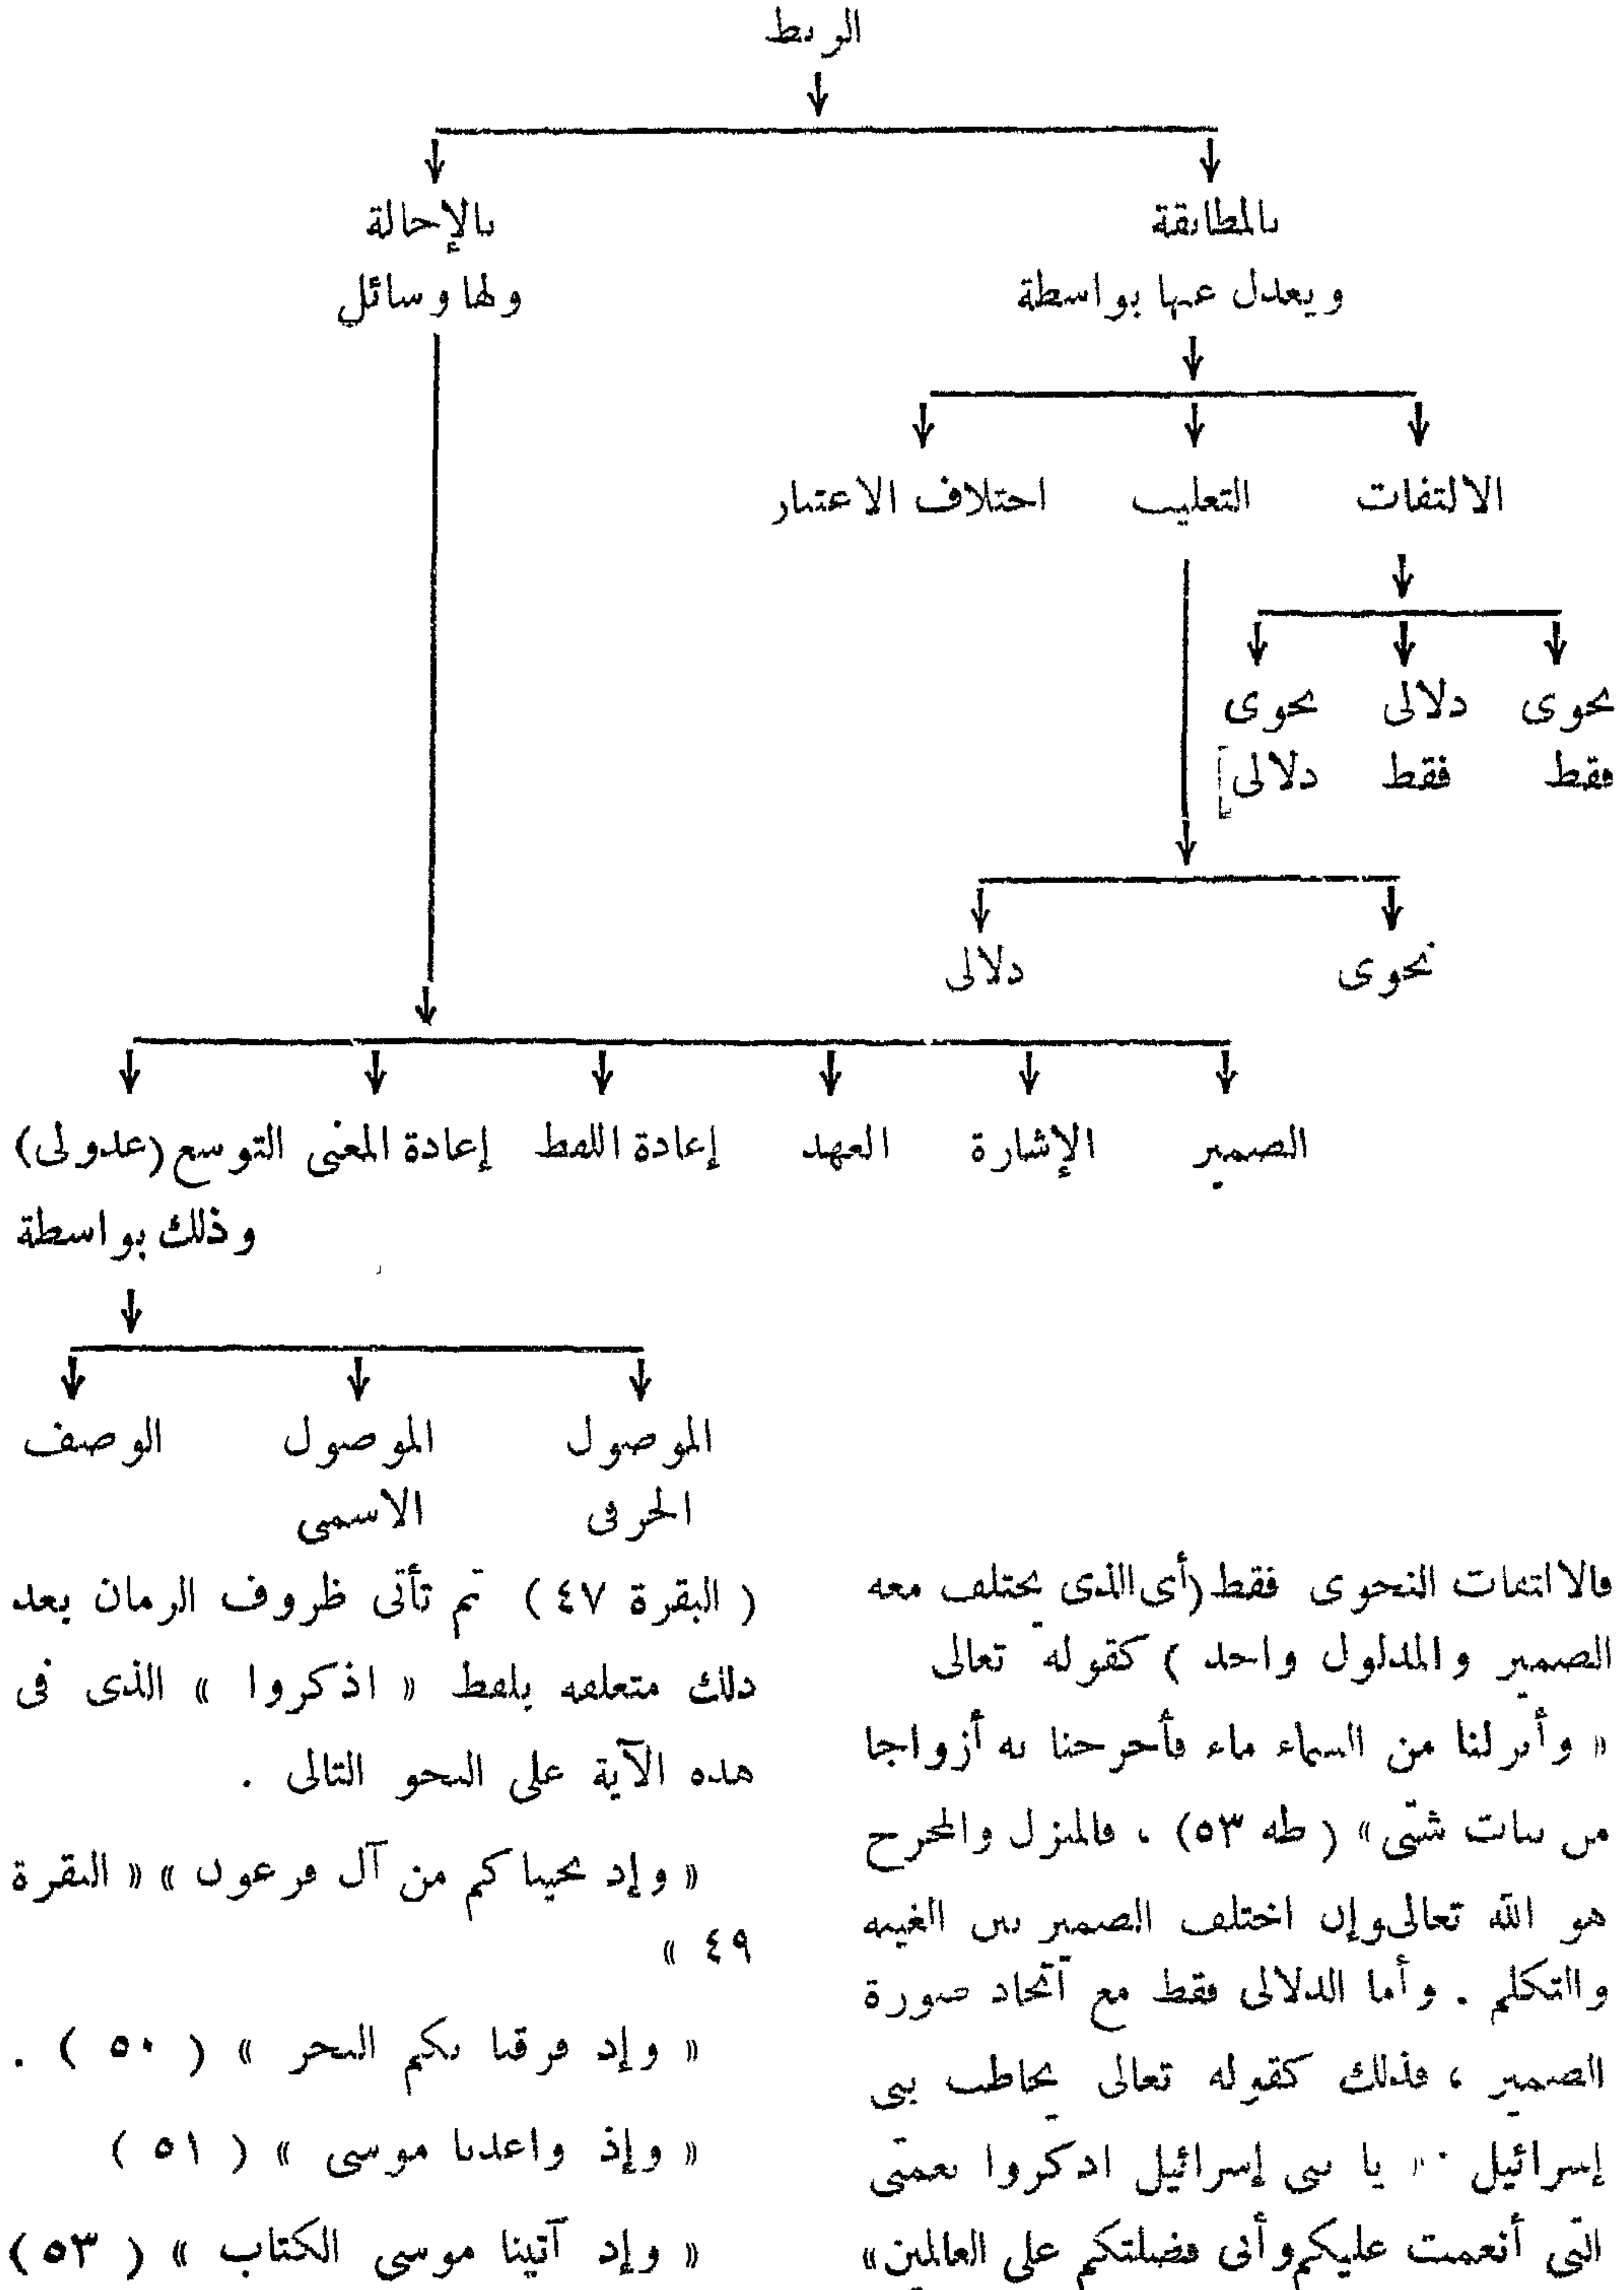 الربط
بالمطابقة
بالإحالة
ويعدل عنها بواسطة
ولها وسائل
الالتفات
التغليب
اختلاف الاعتبار
نحوى
دلالى
نحوى
فقط
فقط
دلالى
نحوى
دلالى
الضمير
الإشارة
العهد
إعادة اللفظ
إعادة المعنى
التوسع (عدولى)
وذلك بواسطة
الموصول
الموصول
الوصف
الحرفى
الاسمى
فالالتفات النحوى فقط (أى الذى يختلف معه
الضمير والمدلول واحد) كقوله تعالى
« وأنزلنا من السماء ماء فأخرجنا به أزواجا
من نبات شتى » ( طه ٥٣) ، فالمنزل والمخرج
هو الله تعالى وإن اختلف الضمير بين الغيبه
والتكلم . وأما الدلالى فقط مع اتحاد صورة
الضمير ، فذلك كقوله تعالى يخاطب بنى
إسرائيل : « يا بنى إسرائيل اذكروا نعمتى
التى أنعمت عليكم وأنى فضلتكم على العالمين »
( البقرة ٤٧ ) ثم تأتى ظروف الزمان بعد
ذلك متعلقه بلفظ « اذكروا » الذى فى
هذه الآية على النحو التالى .
« وإذ نجيناكم من آل فرعون » « البقرة
٤٩ »
« وإذ فرقنا بكم البحر » ( ٥٠ ) .
« وإذ واعدنا موسى » ( ٥١ )
« وإذ آتينا موسى الكتاب » ( ٥٣ )